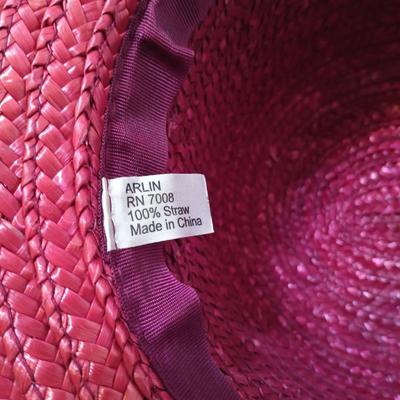 ARLIN
RN 7008
100% Straw
Made in China